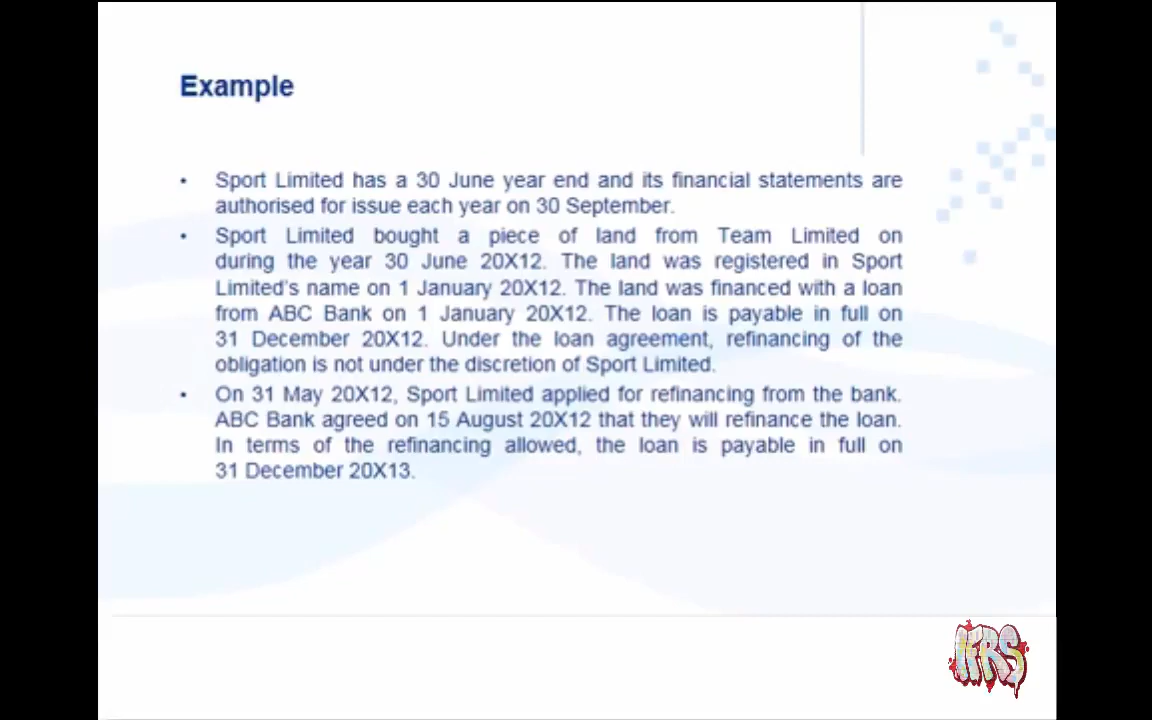 Example
• Sport Limited has a 30 June year end and its financial statements are
authorised for issue each year on 30 September.
• Sport Limited bought a piece of land from Team Limited on
during the year 30 June 20X12. The land was registered in Sport
Limited's name on 1 January 20X12. The land was financed with a loan
from ABC Bank on 1 January 20X12. The loan is payable in full on
31 December 20X12. Under the loan agreement, refinancing of the
obligation is not under the discretion of Sport Limited.
• On 31 May 20X12, Sport Limited applied for refinancing from the bank.
ABC Bank agreed on 15 August 20X12 that they will refinance the loan.
In terms of the refinancing allowed, the loan is payable in full on
31 December 20X13.
IFRS